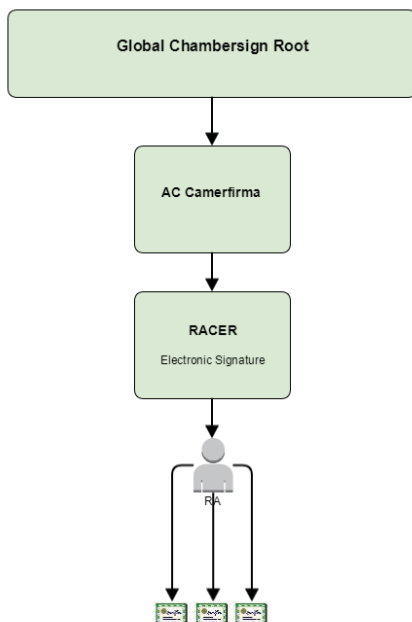 Global Chambersign Root
AC Camerfirma
RACER
Electronic Signature
RA